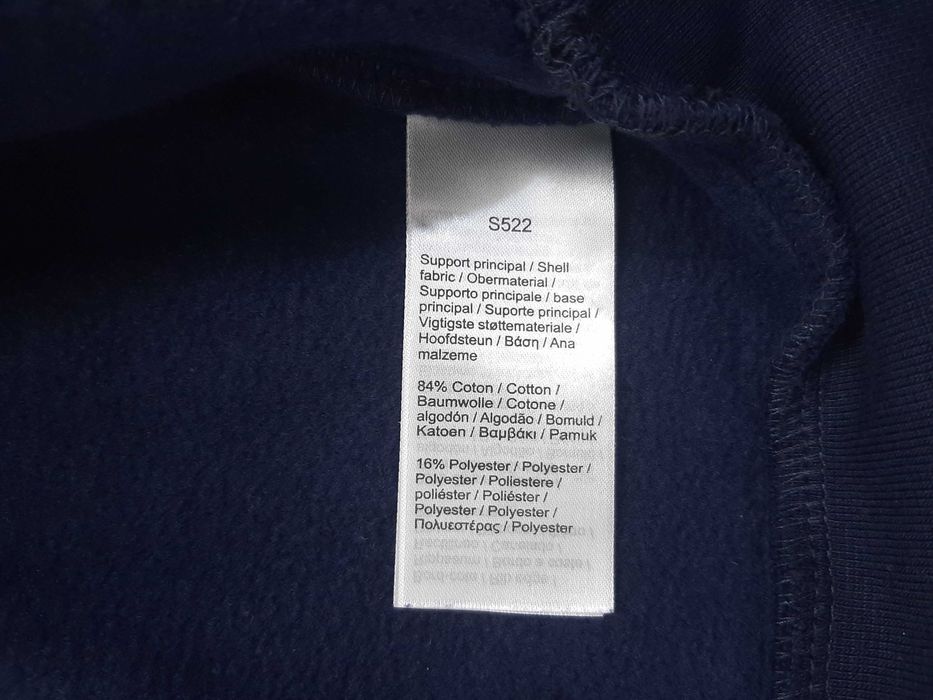 S522
Support principal / Shell
fabric / Obermaterial /
Supporto principale / base
principal / Suporte principal /
Vigtigste støttemateriale /
Hoofdsteun / Βάση / Ana
malzeme
84% Coton / Cotton /
Baumwolle / Cotone /
algodón / Algodão / Bomuld /
Katoen / Βαμβάκι / Pamuk
16% Polyester / Polyester /
Polyester / Poliestere /
poliéster / Poliéster /
Polyester / Polyester /
Πολυεστέρας / Polyester